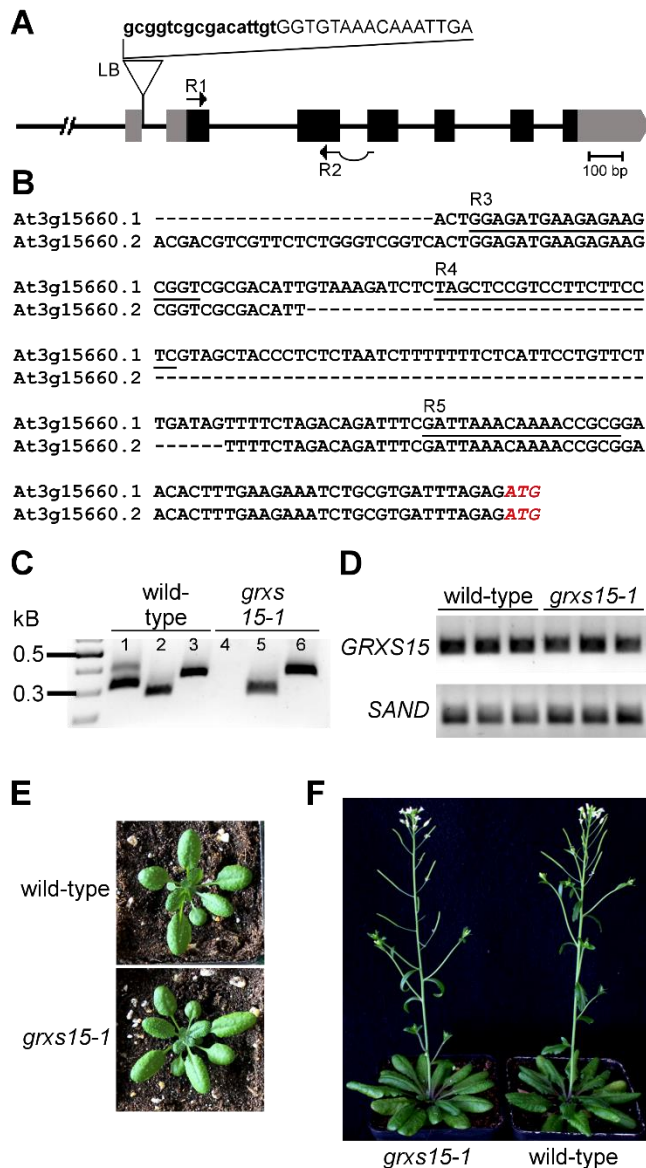 A
gcggtcgcgacattgtGGTGTAAACAAATTGA
LB
R1
R2
100 bp
B
R3
At3g15660.1 ------------------------ACTGGAGATGAAGAGAAG
At3g15660.2 ACGACGTCGTTCTCTGGGTCGGTCACTGGAGATGAAGAGAAG
R4
At3g15660.1 CGGTCGCGACATTGTAAAGATCTCTAGCTCCGTCCTTCTTCC
At3g15660.2 CGGTCGCGACATT-----------------------------
At3g15660.1 TCGTAGCTACCCTCTCTAATCTTTTTTTCTCATTCCTGTTCT
At3g15660.2 ------------------------------------------
R5
At3g15660.1 TGATAGTTTTCTAGACAGATTTCGATTAAACAAAACCGCGGA
At3g15660.2 ------TTTTCTAGACAGATTTCGATTAAACAAAACCGCGGA
At3g15660.1 ACACTTTGAAGAAATCTGCGTGATTTAGAGATG
At3g15660.2 ACACTTTGAAGAAATCTGCGTGATTTAGAGATG
C
wild-type
grxs 15-1
kB
1 2 3 4 5 6
0.5
0.3
D
wild-type grxs15-1
GRXS15
SAND
E
wild-type
grxs15-1
F
grxs15-1 wild-type